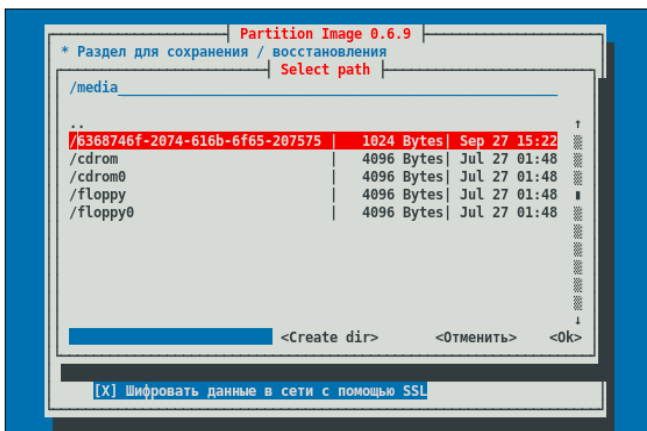 Partition Image 0.6.9
* Раздел для сохранения / восстановления
Select path
/media
..
/6368746f-2074-616b-6f65-207575 | 1024 Bytes| Sep 27 15:22
/cdrom | 4096 Bytes| Jul 27 01:48
/cdrom0 | 4096 Bytes| Jul 27 01:48
/floppy | 4096 Bytes| Jul 27 01:48
/floppy0 | 4096 Bytes| Jul 27 01:48
<Create dir> <Отменить> <Ok>
[X] Шифровать данные в сети с помощью SSL